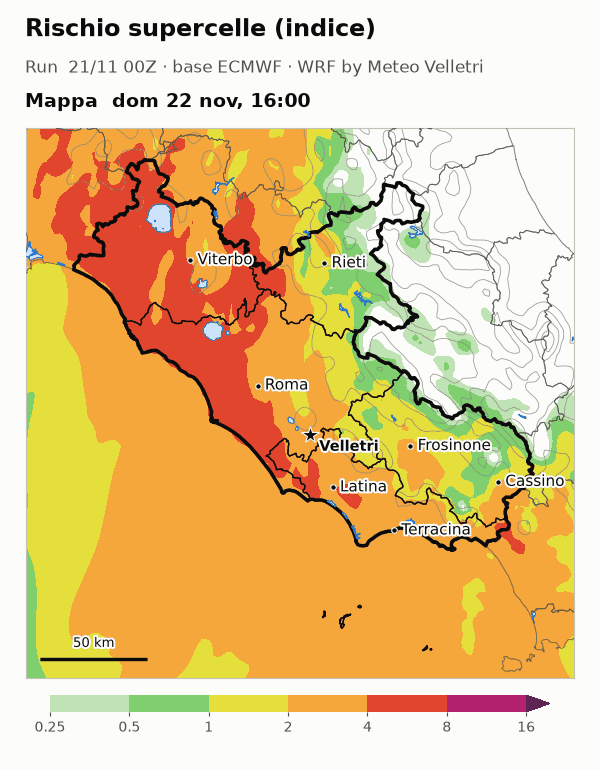 Rischio supercelle (indice)
Run  21/11 00Z · base ECMWF · WRF by Meteo Velletri
Mappa  dom 22 nov, 16:00
Viterbo
Rieti
Roma
Velletri
Frosinone
Latina
Cassino
Terracina
50 km
0.25 0.5 1 2 4 8 16